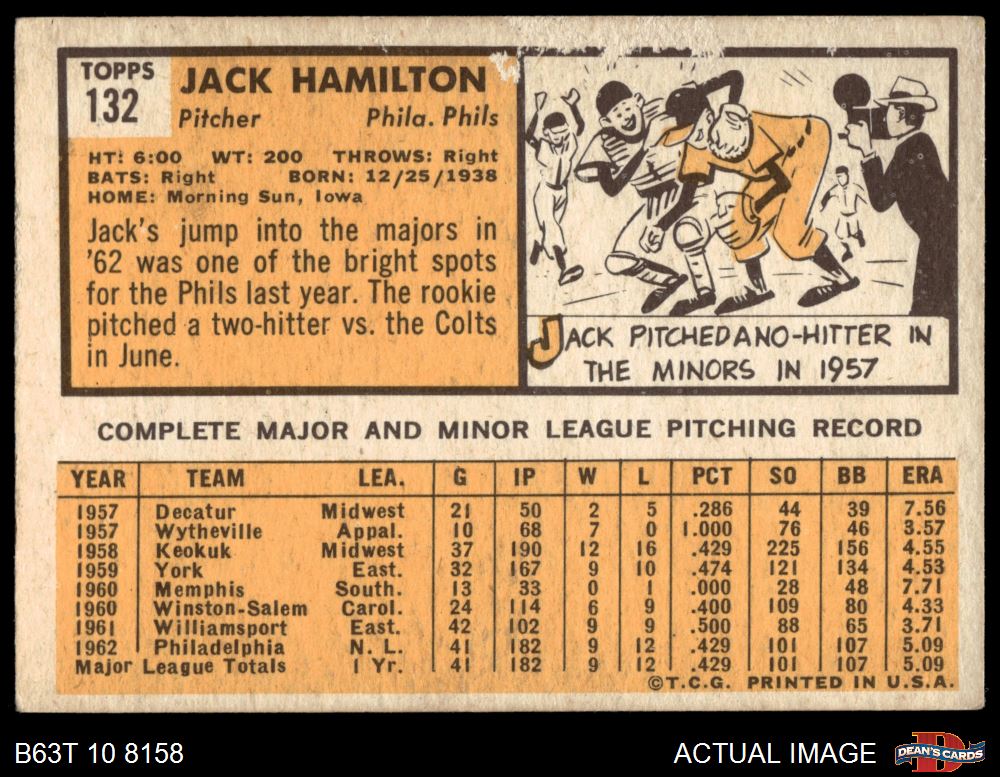 TOPPS
132
JACK HAMILTON
Pitcher Phila. Phils
HT: 6:00 WT: 200 THROWS: Right
BATS: Right BORN: 12/25/1938
HOME: Morning Sun, Iowa
Jack's jump into the majors in
'62 was one of the bright spots
for the Phils last year. The rookie
pitched a two-hitter vs. the Colts
in June.
JACK PITCHED A NO-HITTER IN
THE MINORS IN 1957
COMPLETE MAJOR AND MINOR LEAGUE PITCHING RECORD
YEAR TEAM LEA. G IP W L PCT SO BB ERA
1957 Decatur Midwest 21 50 2 5 .286 44 39 7.56
1957 Wytheville Appal. 10 68 7 0 1.000 76 46 3.57
1958 Keokuk Midwest 37 190 12 16 .429 225 156 4.55
1959 York East. 32 167 9 10 .474 121 134 4.53
1960 Memphis South. 13 33 0 1 .000 28 48 7.71
1960 Winston-Salem Carol. 24 114 6 9 .400 109 80 4.33
1961 Williamsport East. 42 102 9 9 .500 88 65 3.71
1962 Philadelphia N. L. 41 182 9 12 .429 101 107 5.09
Major League Totals 1 Yr. 41 182 9 12 .429 101 107 5.09
©T.C.G. PRINTED IN U.S.A.
B63T 10 8158 ACTUAL IMAGE
D
DEAN'S CARDS